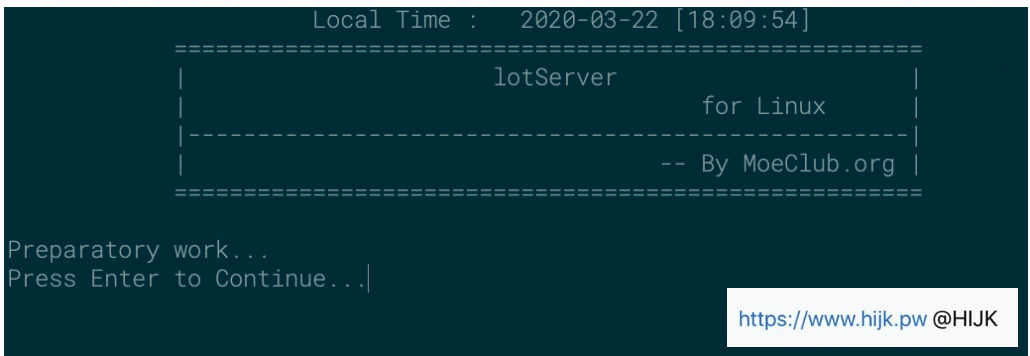 Local Time :   2020-03-22 [18:09:54]
======================================================
|                      lotServer                     |
|                                     for Linux      |
|----------------------------------------------------|
|                                  -- By MoeClub.org |
======================================================
Preparatory work...
Press Enter to Continue...
https://www.hijk.pw @HIJK